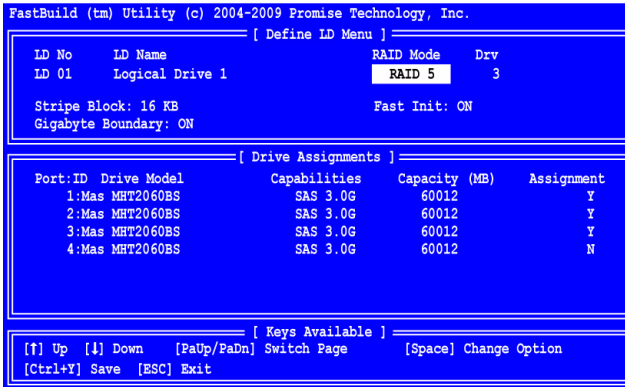 FastBuild (tm) Utility (c) 2004-2009 Promise Technology, Inc.
[ Define LD Menu ]
LD No LD Name RAID Mode Drv
LD 01 Logical Drive 1 RAID 5 3
Stripe Block: 16 KB Fast Init: ON
Gigabyte Boundary: ON
[ Drive Assignments ]
Port:ID Drive Model Capabilities Capacity (MB) Assignment
1:Mas MHT2060BS SAS 3.0G 60012 Y
2:Mas MHT2060BS SAS 3.0G 60012 Y
3:Mas MHT2060BS SAS 3.0G 60012 Y
4:Mas MHT2060BS SAS 3.0G 60012 N
[ Keys Available ]
[↑] Up [↓] Down [PaUp/PaDn] Switch Page [Space] Change Option
[Ctrl+Y] Save [ESC] Exit